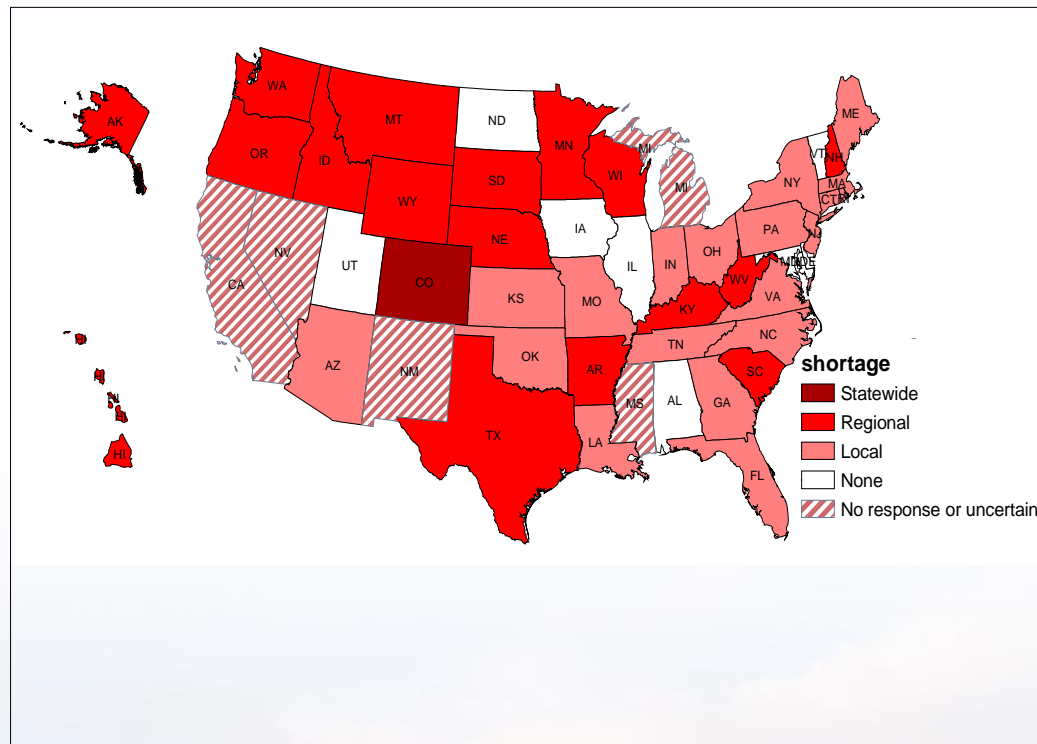 WA
AK
MT
ND
MN
ME
OR
ID
SD
WI
MI
MI
VT
NH
NY
MA
CT
RI
WY
NE
IA
PA
NJ
NV
UT
CO
IL
IN
OH
MD
DE
CA
KS
MO
WV
VA
KY
AZ
NM
OK
TN
NC
AR
SC
MS
AL
GA
TX
LA
FL
HI
shortage
Statewide
Regional
Local
None
No response or uncertain